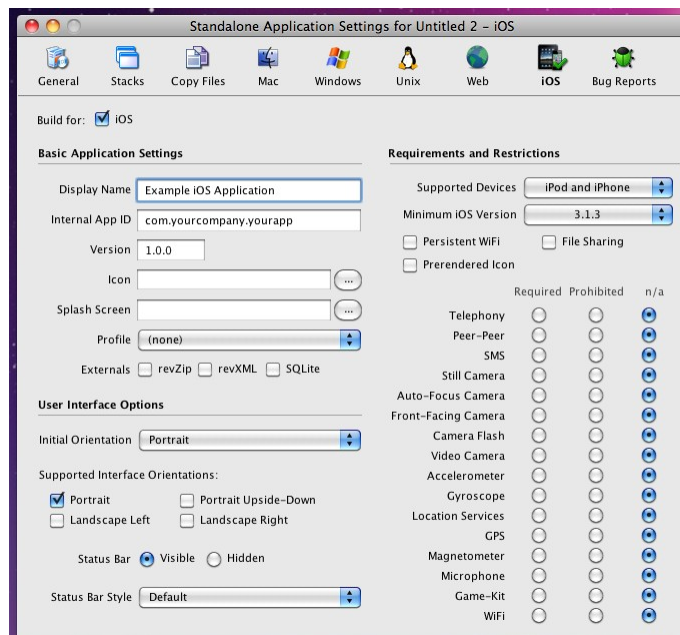 Standalone Application Settings for Untitled 2 – iOS
General Stacks Copy Files Mac Windows Unix Web iOS Bug Reports
Build for: iOS
Basic Application Settings
Display Name Example iOS Application
Internal App ID com.yourcompany.yourapp
Version 1.0.0
Icon ...
Splash Screen ...
Profile (none)
Externals revZip revXML SQLite
User Interface Options
Initial Orientation Portrait
Supported Interface Orientations:
Portrait Portrait Upside-Down
Landscape Left Landscape Right
Status Bar Visible Hidden
Status Bar Style Default
Requirements and Restrictions
Supported Devices iPod and iPhone
Minimum iOS Version 3.1.3
Persistent WiFi File Sharing
Prerendered Icon
Required Prohibited n/a
Telephony
Peer-Peer
SMS
Still Camera
Auto-Focus Camera
Front-Facing Camera
Camera Flash
Video Camera
Accelerometer
Gyroscope
Location Services
GPS
Magnetometer
Microphone
Game-Kit
WiFi